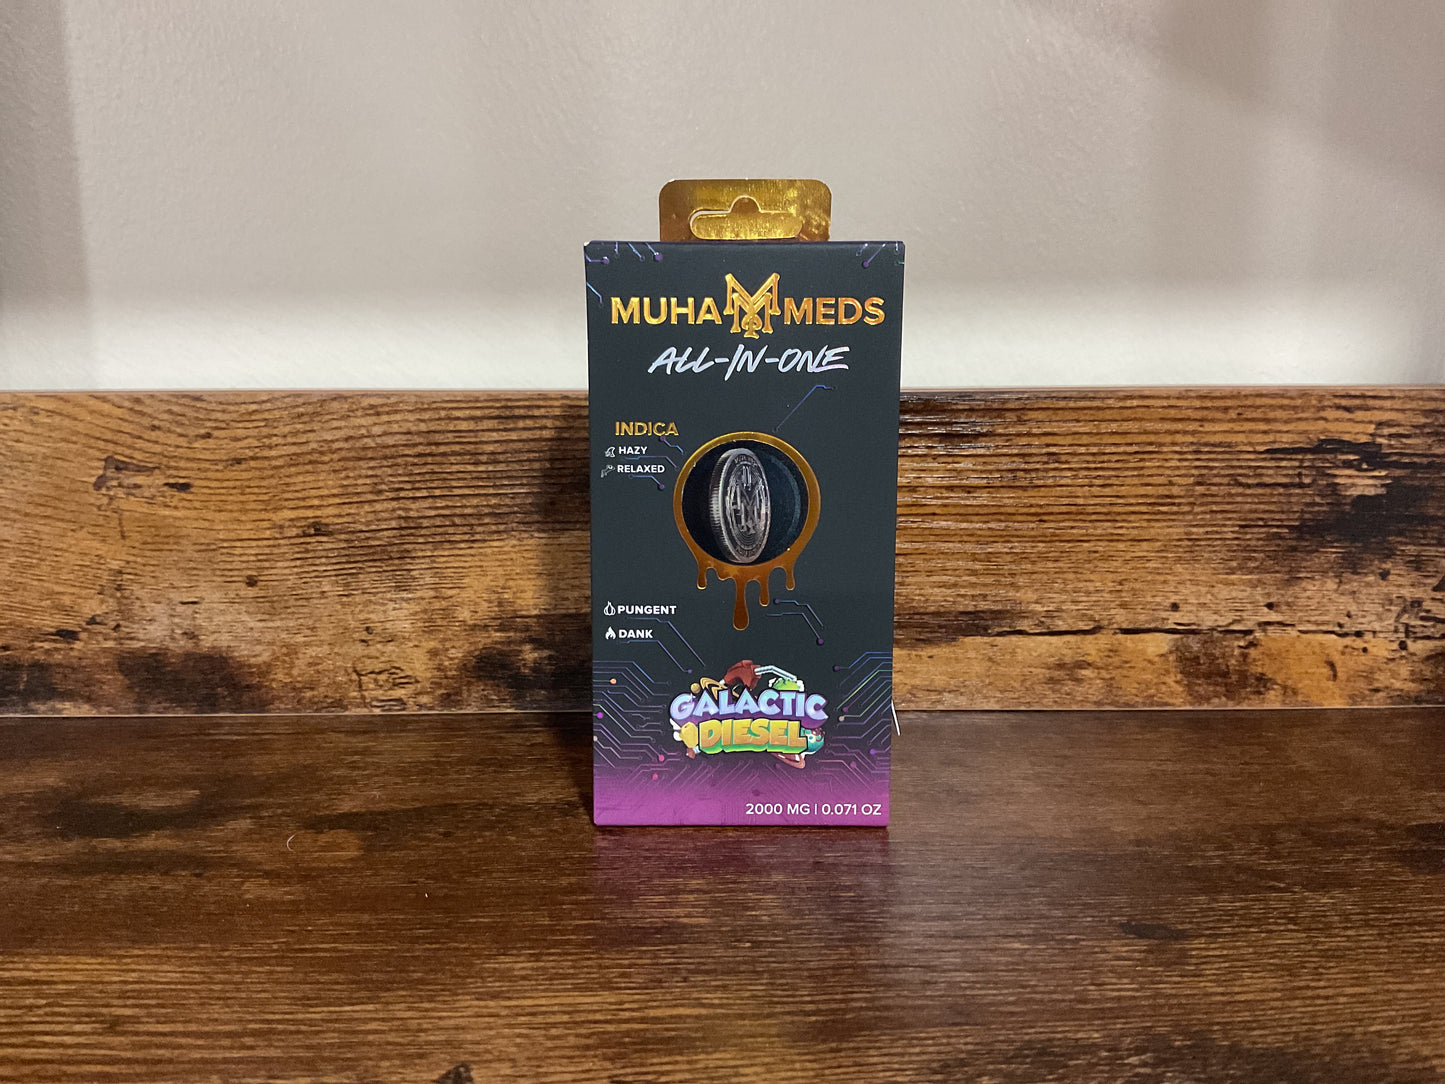 MUHA MEDS
ALL-IN-ONE
INDICA
HAZY
RELAXED
PUNGENT
DANK
GALACTIC
DIESEL
2000 MG | 0.071 OZ